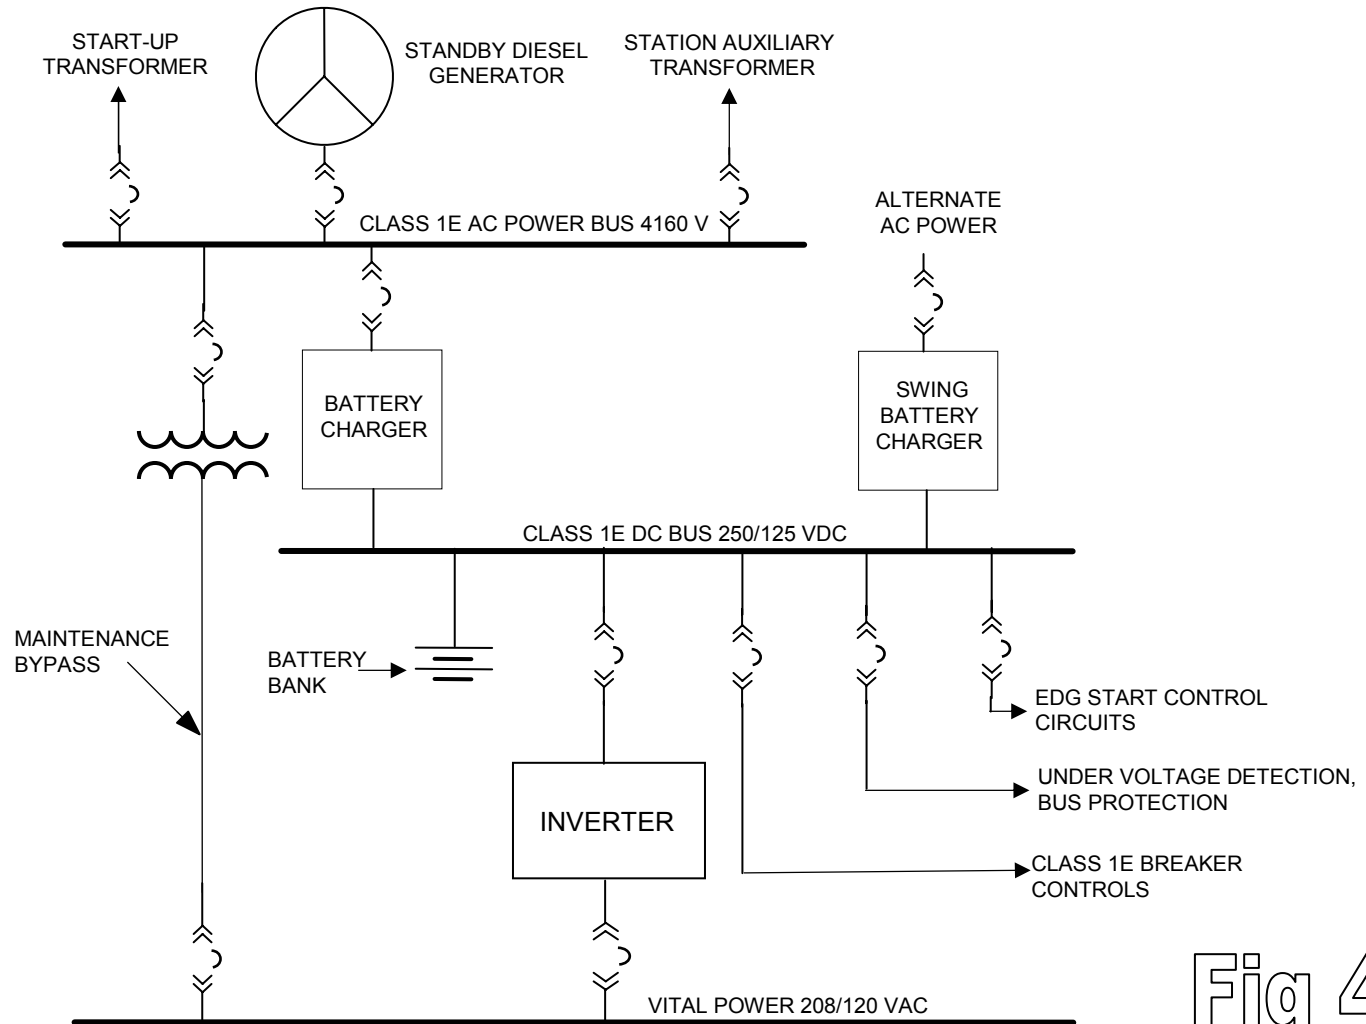 START-UP
TRANSFORMER
STANDBY DIESEL
GENERATOR
STATION AUXILIARY
TRANSFORMER
CLASS 1E AC POWER BUS 4160 V
ALTERNATE
AC POWER
BATTERY
CHARGER
SWING
BATTERY
CHARGER
CLASS 1E DC BUS 250/125 VDC
MAINTENANCE
BYPASS
BATTERY
BANK
EDG START CONTROL
CIRCUITS
UNDER VOLTAGE DETECTION,
BUS PROTECTION
INVERTER
CLASS 1E BREAKER
CONTROLS
VITAL POWER 208/120 VAC
Fig 4